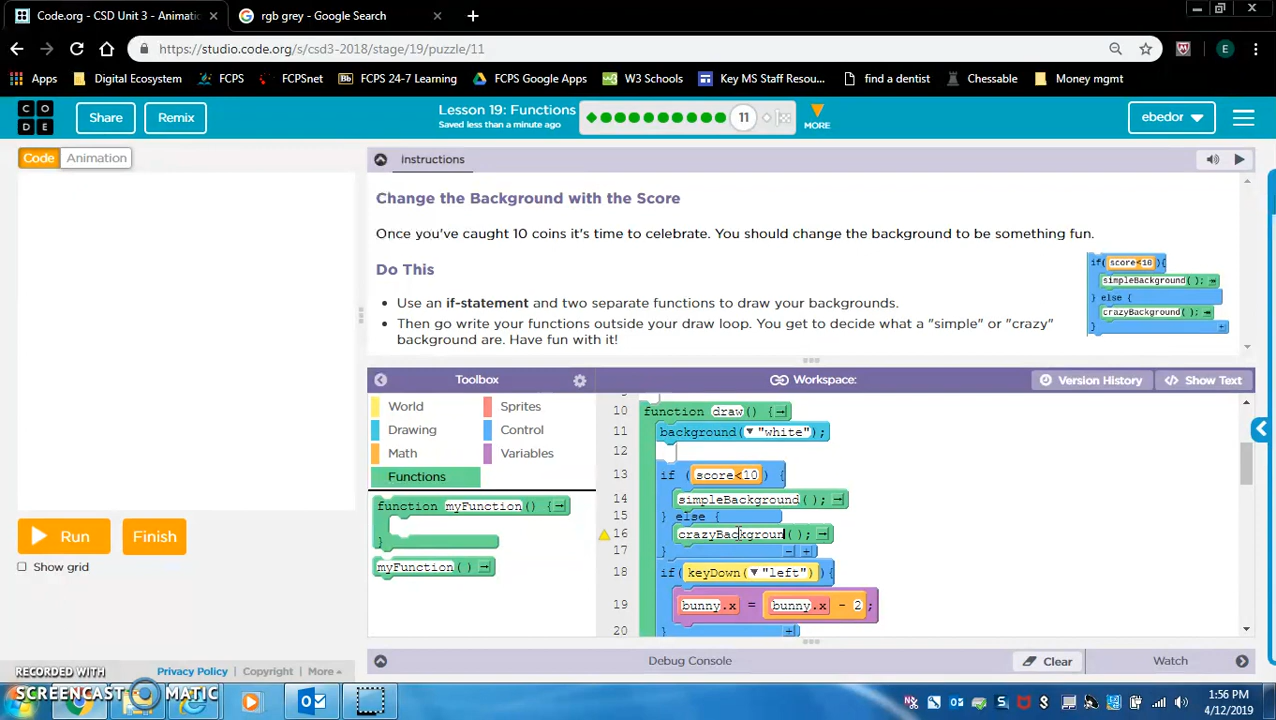 Code.org - CSD Unit 3 - Animatic
rgb grey - Google Search
https://studio.code.org/s/csd3-2018/stage/19/puzzle/11
E
Apps Digital Ecosystem FCPS FCPSnet Bb FCPS 24-7 Learning FCPS Google Apps W3 Schools Key MS Staff Resou... find a dentist Chessable Money mgmt
C O D E
Share
Remix
Lesson 19: Functions
Saved less than a minute ago
11
MORE
ebedor
Code Animation
Instructions
Change the Background with the Score
Once you've caught 10 coins it's time to celebrate. You should change the background to be something fun.
Do This
• Use an if-statement and two separate functions to draw your backgrounds.
• Then go write your functions outside your draw loop. You get to decide what a "simple" or "crazy"
background are. Have fun with it!
if( score<10 ){
simpleBackground( );
} else {
crazyBackground( );
}
Toolbox
Workspace:
Version History
Show Text
World Sprites
Drawing Control
Math Variables
Functions
function myFunction() {
}
myFunction()
10 function draw() {
11 background( "white");
12
13 if ( score<10 ) {
14 simpleBackground();
15 } else {
16 crazyBackgroun();
17 }
18 if( keyDown( "left") ){
19 bunny.x = bunny.x - 2 ;
20 }
Run
Finish
Show grid
Debug Console
Clear
Watch
Privacy Policy | Copyright | More
RECORDED WITH
SCREENCAST MATIC
1:56 PM
4/12/2019